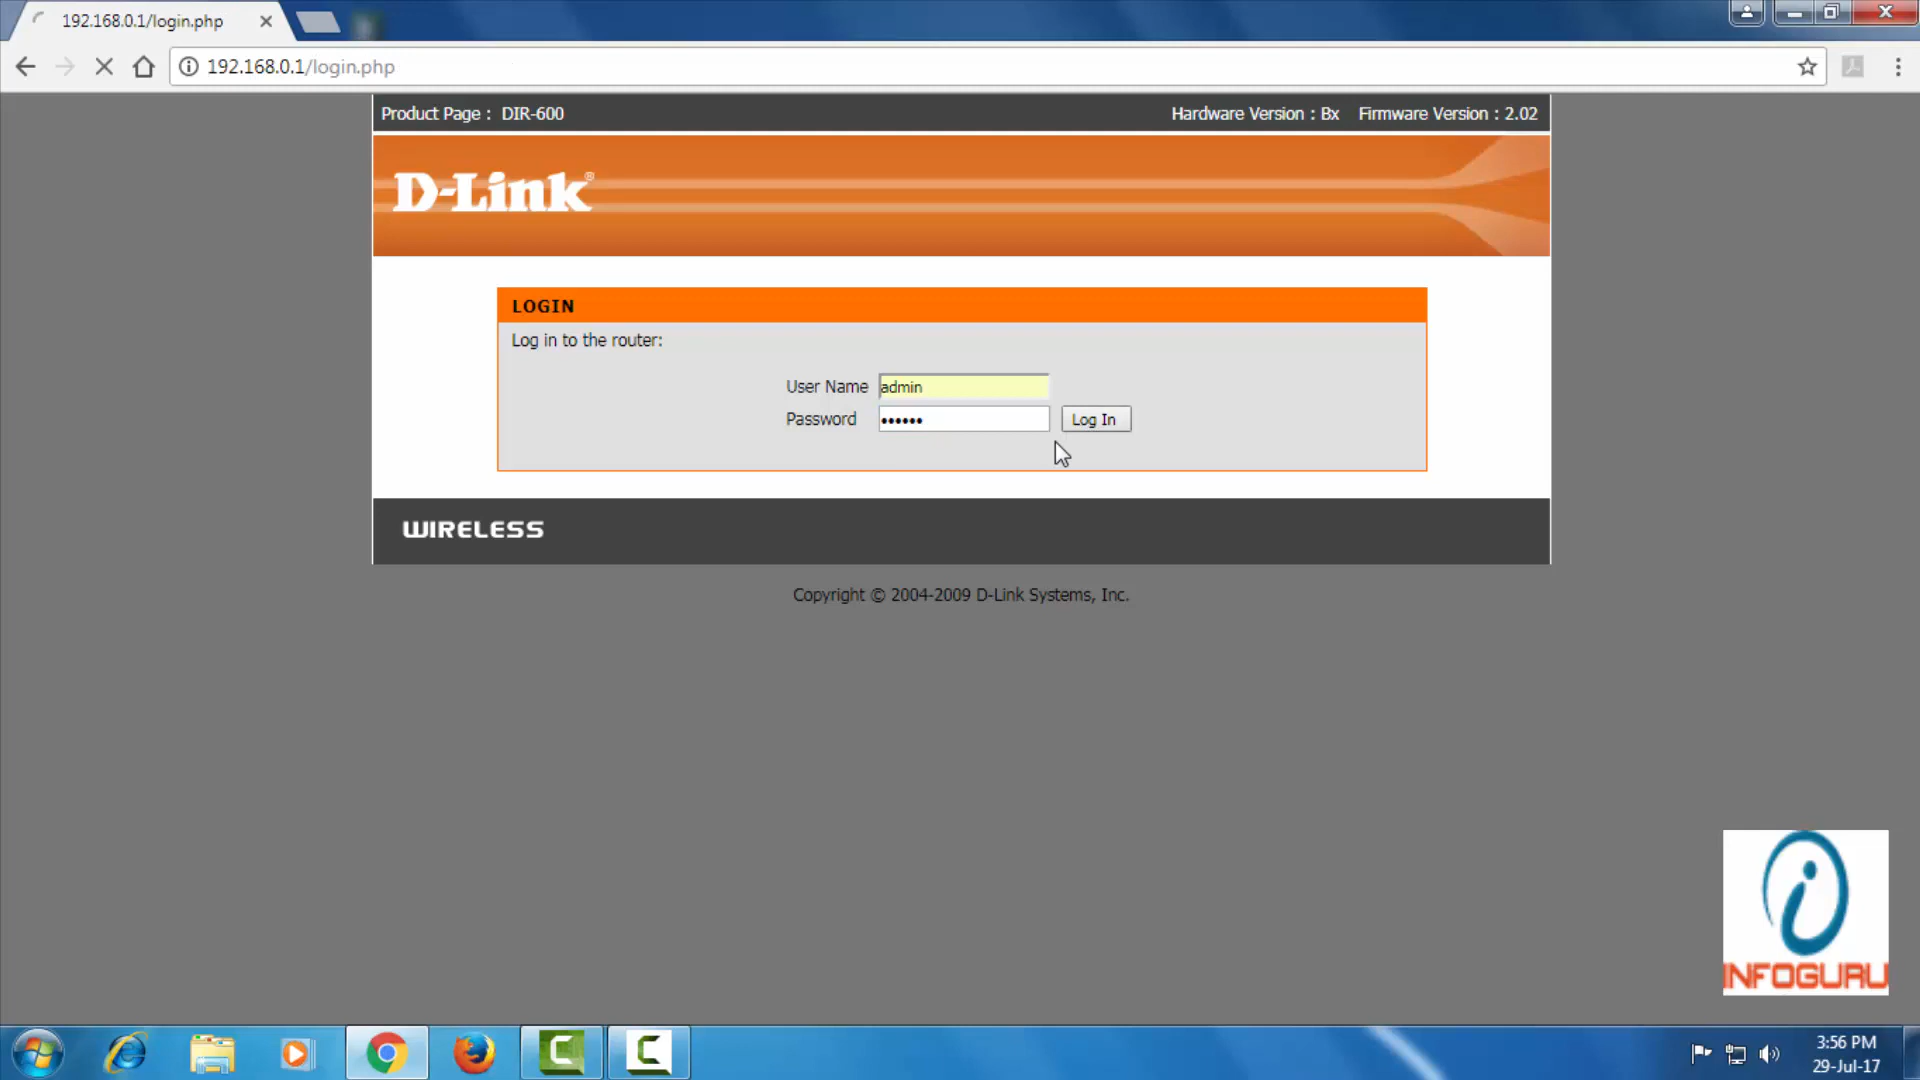 192.168.0.1/login.php
192.168.0.1/login.php
Product Page : DIR-600
Hardware Version : Bx Firmware Version : 2.02
D-Link®
LOGIN
Log in to the router:
User Name admin
Password ••••••
Log In
WIRELESS
Copyright © 2004-2009 D-Link Systems, Inc.
INFOGURU
3:56 PM
29-Jul-17